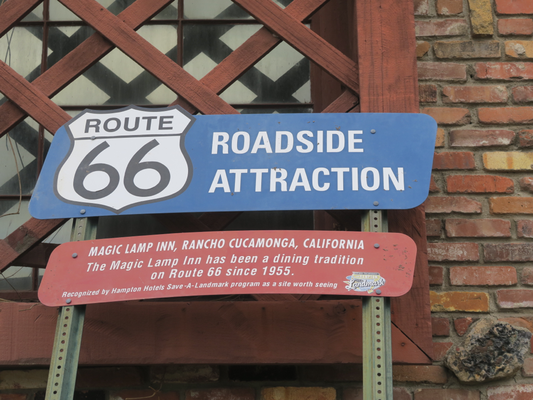 ROUTE
66
ROADSIDE
ATTRACTION
MAGIC LAMP INN, RANCHO CUCAMONGA, CALIFORNIA
The Magic Lamp Inn has been a dining tradition
on Route 66 since 1955.
Recognized by Hampton Hotels Save-A-Landmark program as a site worth seeing
Landmark